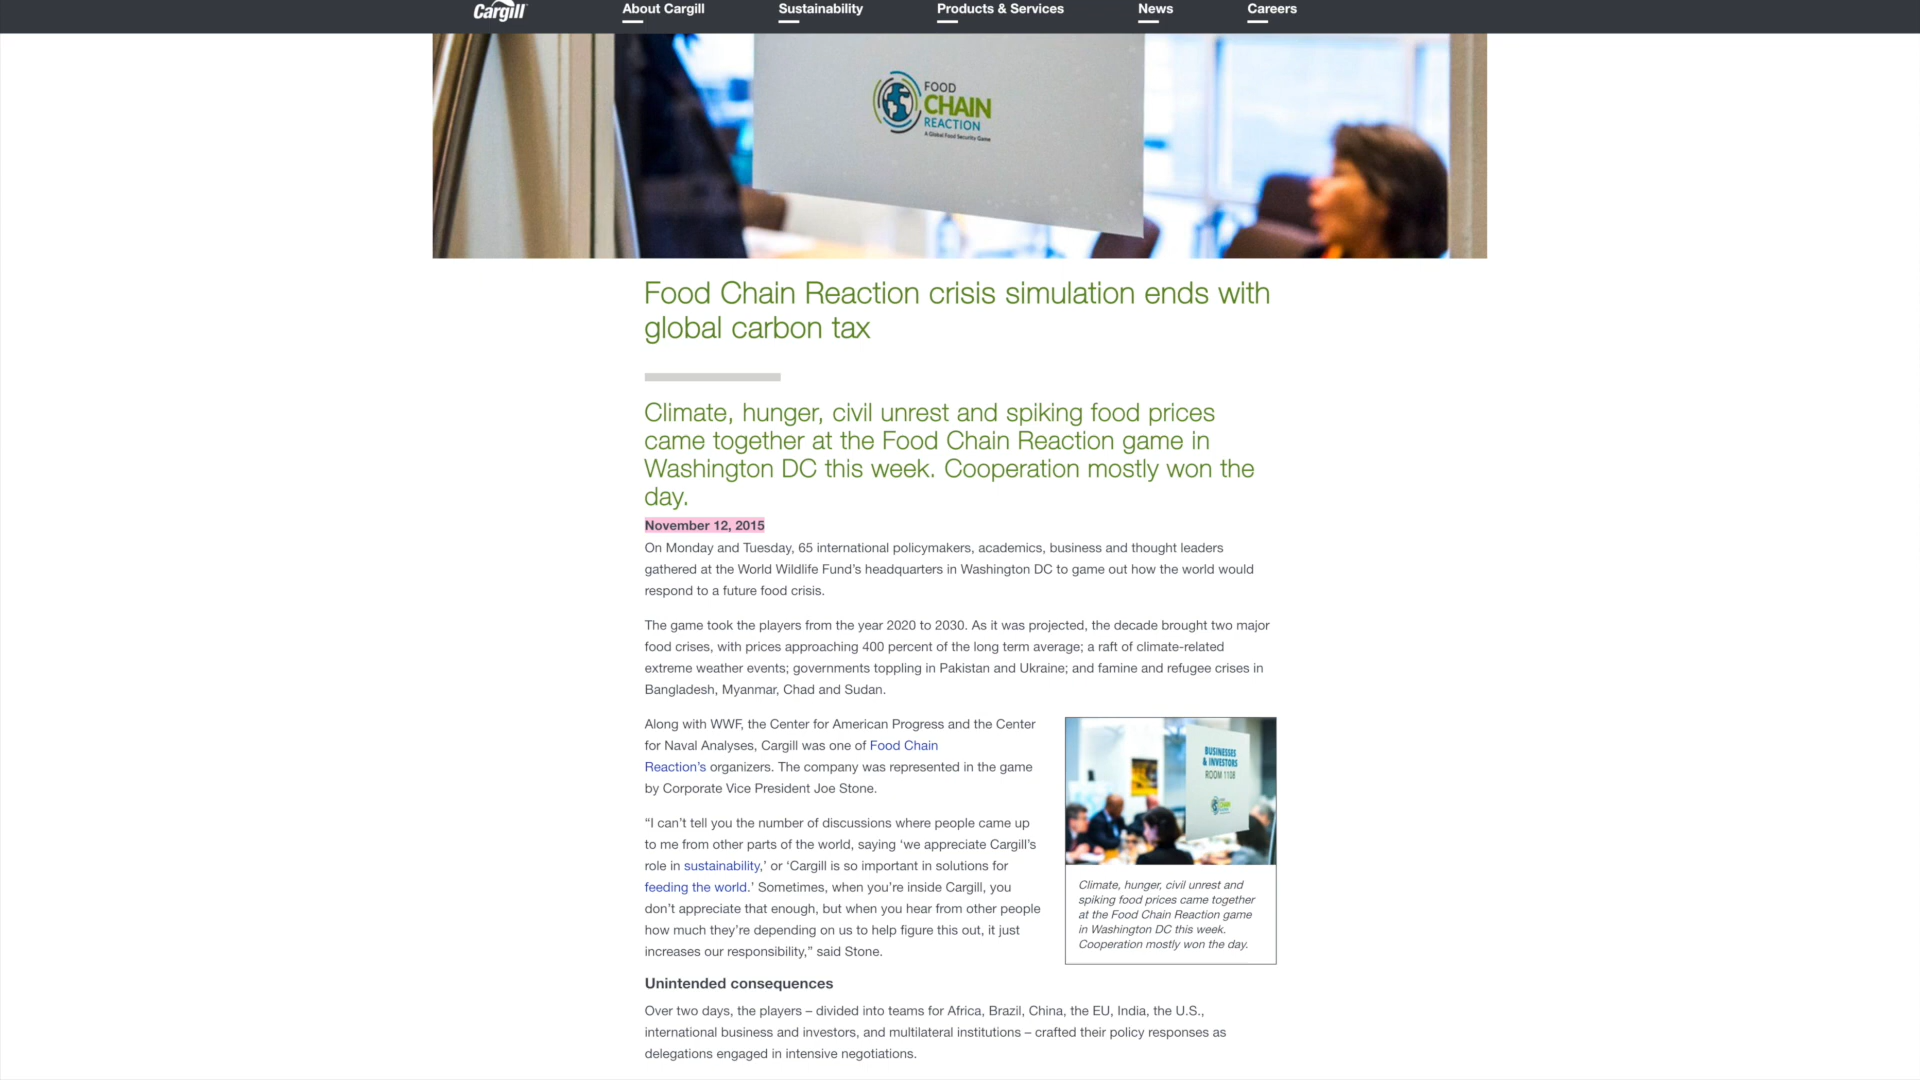 Cargill
About Cargill
Sustainability
Products & Services
News
Careers
FOOD
CHAIN
REACTION
A Global Food Security Game
Food Chain Reaction crisis simulation ends with
global carbon tax
Climate, hunger, civil unrest and spiking food prices
came together at the Food Chain Reaction game in
Washington DC this week. Cooperation mostly won the
day.
November 12, 2015
On Monday and Tuesday, 65 international policymakers, academics, business and thought leaders
gathered at the World Wildlife Fund’s headquarters in Washington DC to game out how the world would
respond to a future food crisis.
The game took the players from the year 2020 to 2030. As it was projected, the decade brought two major
food crises, with prices approaching 400 percent of the long term average; a raft of climate-related
extreme weather events; governments toppling in Pakistan and Ukraine; and famine and refugee crises in
Bangladesh, Myanmar, Chad and Sudan.
Along with WWF, the Center for American Progress and the Center
for Naval Analyses, Cargill was one of Food Chain
Reaction’s organizers. The company was represented in the game
by Corporate Vice President Joe Stone.
“I can’t tell you the number of discussions where people came up
to me from other parts of the world, saying ‘we appreciate Cargill’s
role in sustainability,’ or ‘Cargill is so important in solutions for
feeding the world.’ Sometimes, when you’re inside Cargill, you
don’t appreciate that enough, but when you hear from other people
how much they’re depending on us to help figure this out, it just
increases our responsibility,” said Stone.
BUSINESSES
& INVESTORS
ROOM 1108
Climate, hunger, civil unrest and
spiking food prices came together
at the Food Chain Reaction game
in Washington DC this week.
Cooperation mostly won the day.
Unintended consequences
Over two days, the players – divided into teams for Africa, Brazil, China, the EU, India, the U.S.,
international business and investors, and multilateral institutions – crafted their policy responses as
delegations engaged in intensive negotiations.